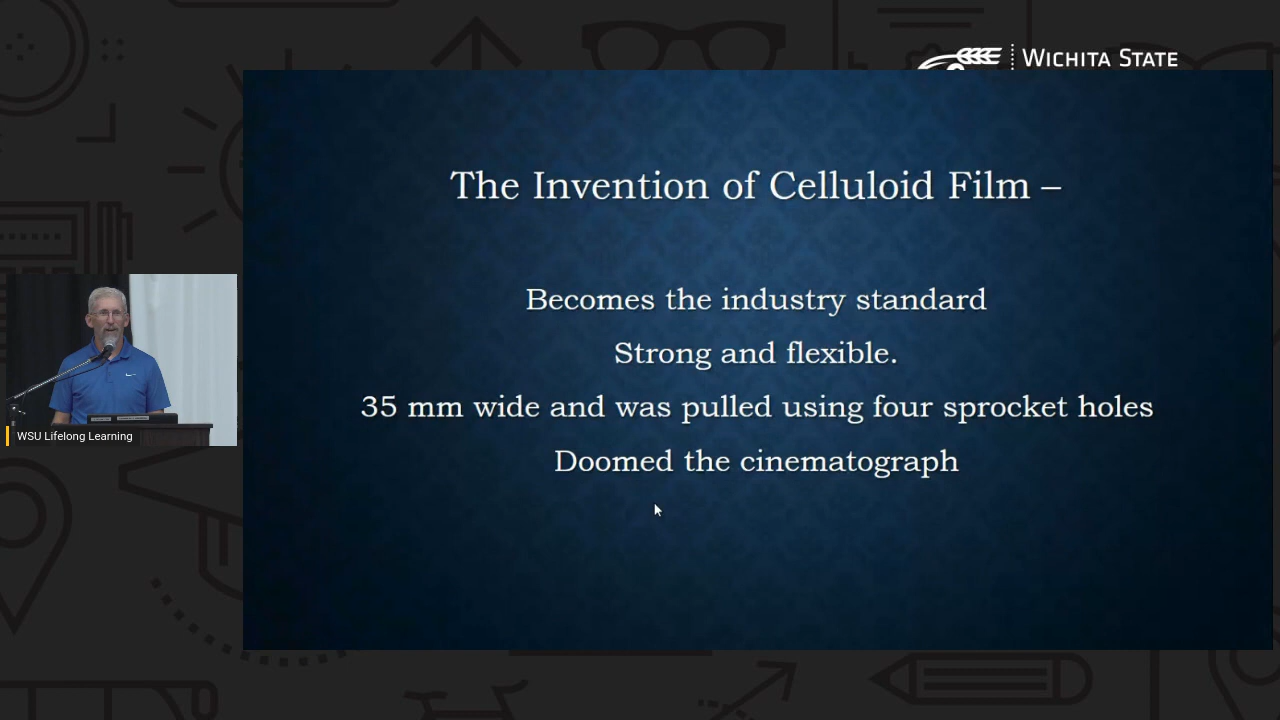 WICHITA STATE
The Invention of Celluloid Film –
Becomes the industry standard
Strong and flexible.
35 mm wide and was pulled using four sprocket holes
Doomed the cinematograph
WSU Lifelong Learning